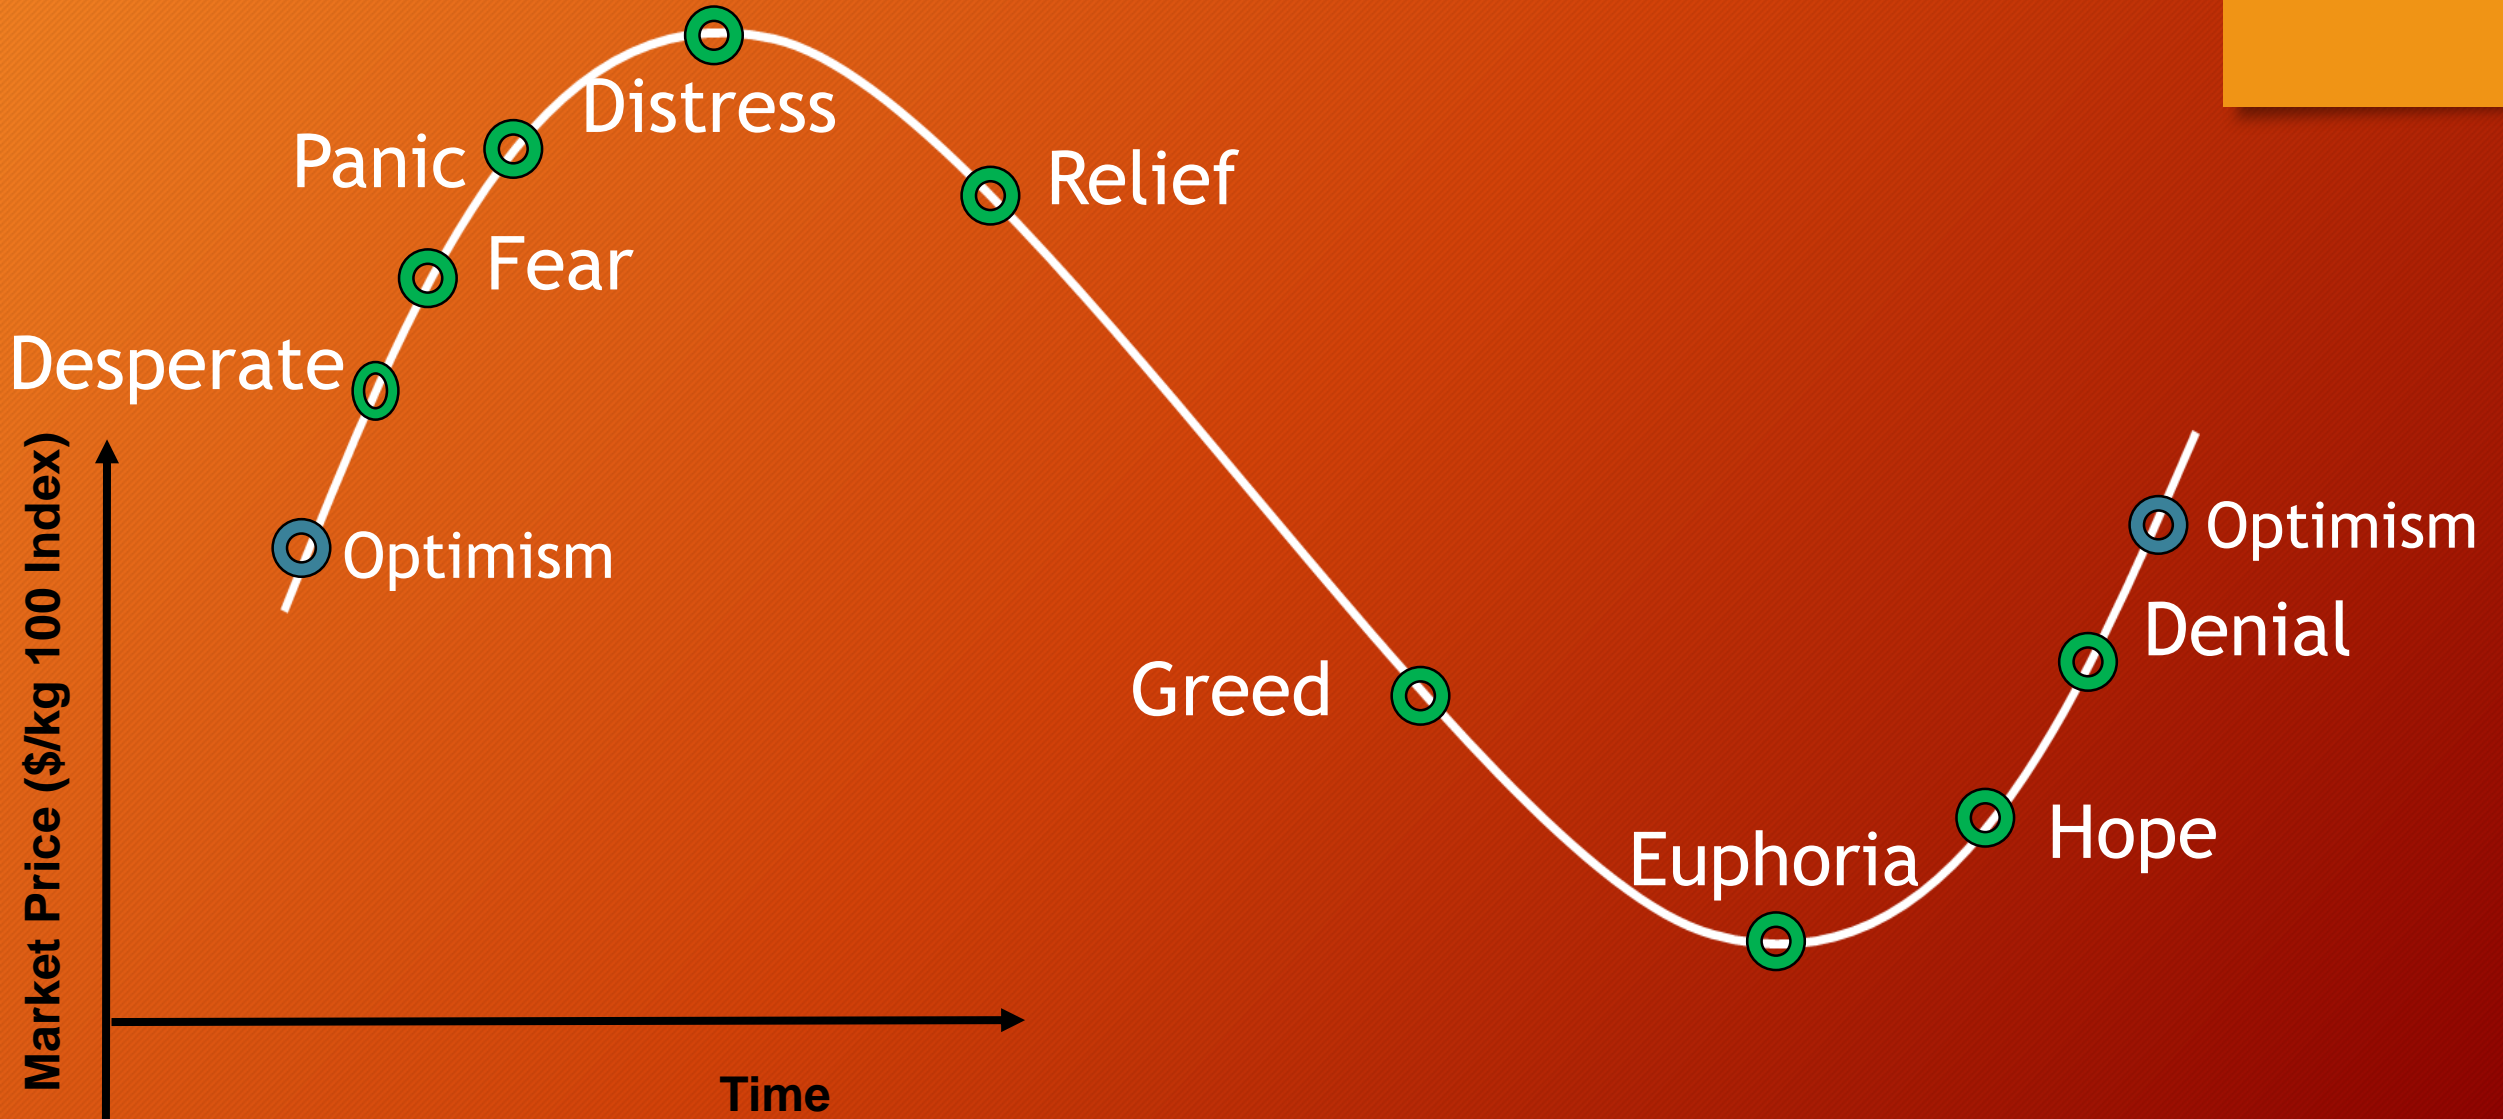 Distress
Panic
Relief
Fear
Desperate
Optimism
Optimism
Denial
Greed
Hope
Euphoria
Market Price ($/kg 100 Index)
Time